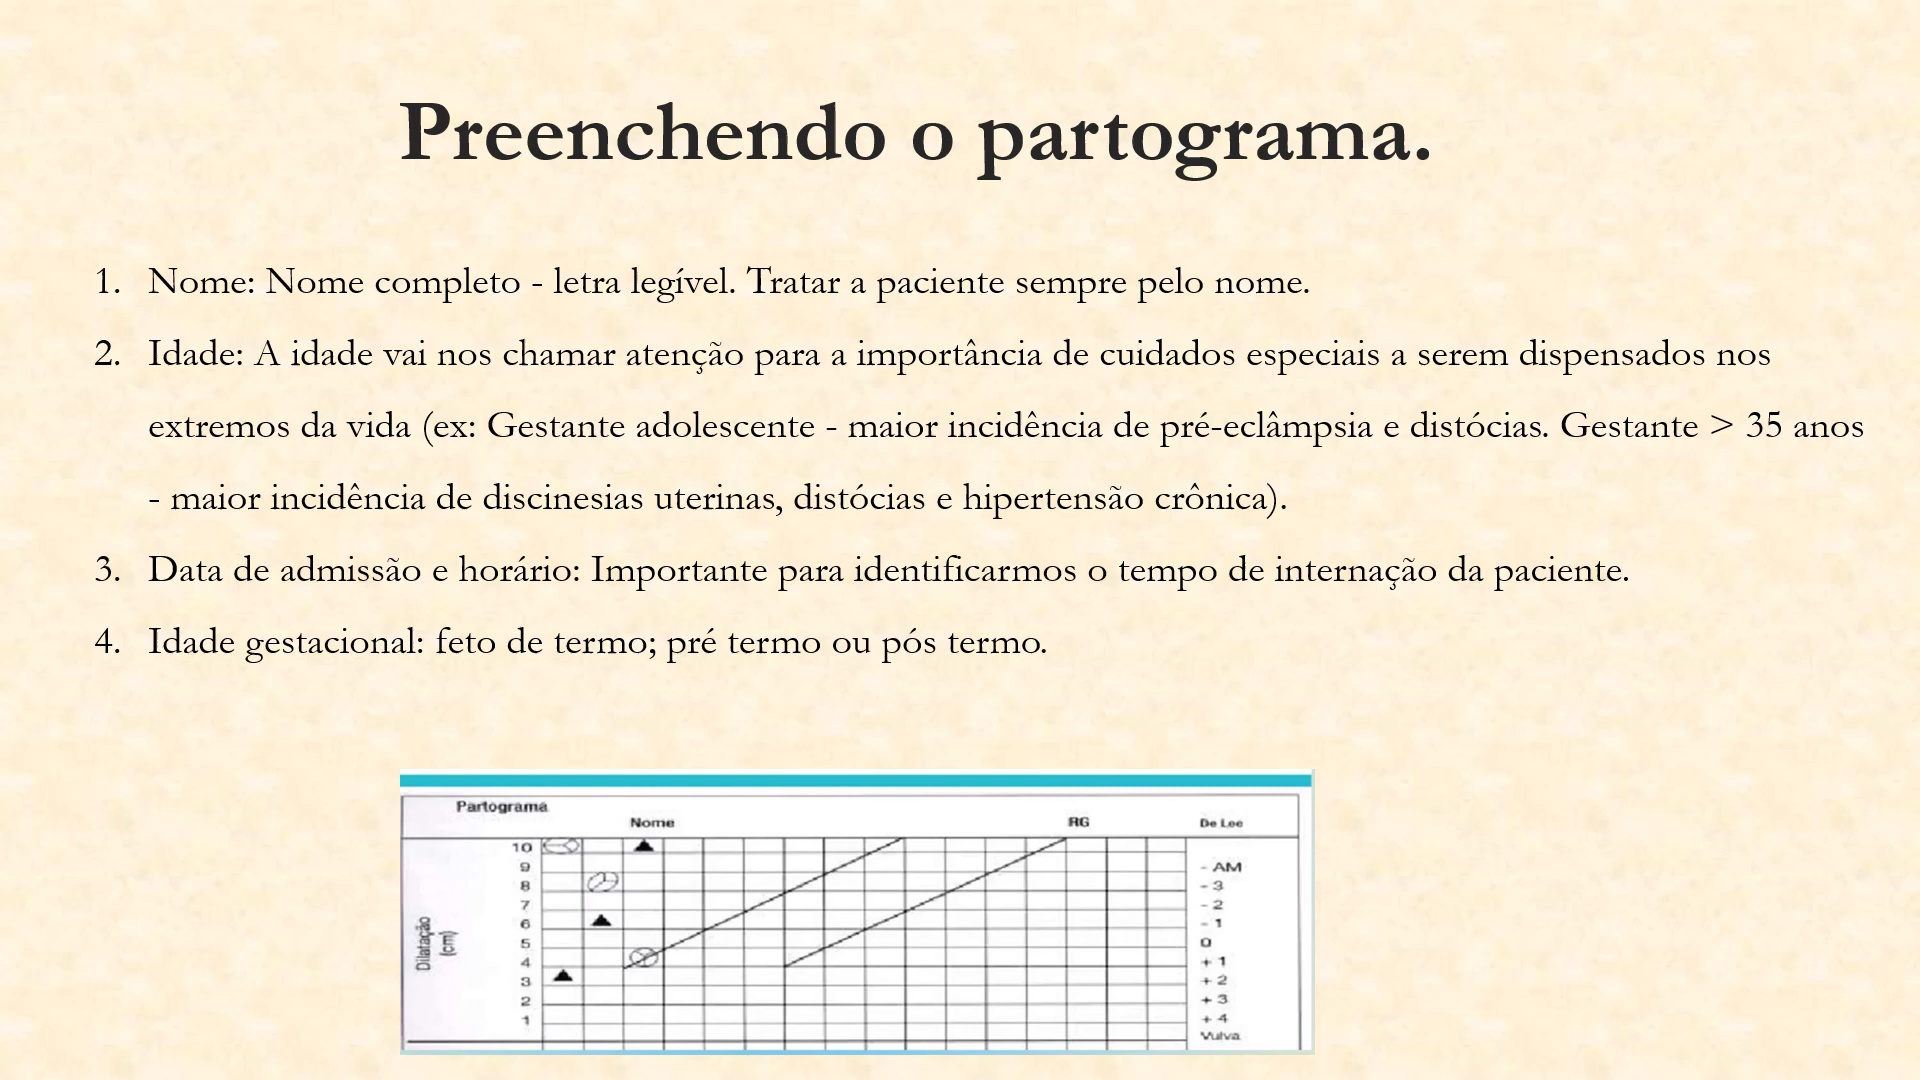 Preenchendo o partograma.
1. Nome: Nome completo - letra legível. Tratar a paciente sempre pelo nome.
2. Idade: A idade vai nos chamar atenção para a importância de cuidados especiais a serem dispensados nos
extremos da vida (ex: Gestante adolescente - maior incidência de pré-eclâmpsia e distócias. Gestante > 35 anos
- maior incidência de discinesias uterinas, distócias e hipertensão crônica).
3. Data de admissão e horário: Importante para identificarmos o tempo de internação da paciente.
4. Idade gestacional: feto de termo; pré termo ou pós termo.
Partograma
Nome RG De Lee
Dilatação
(cm)
10
9 - AM
8 - 3
7 - 2
6 - 1
5 0
4 + 1
3 + 2
2 + 3
1 + 4
Vulva